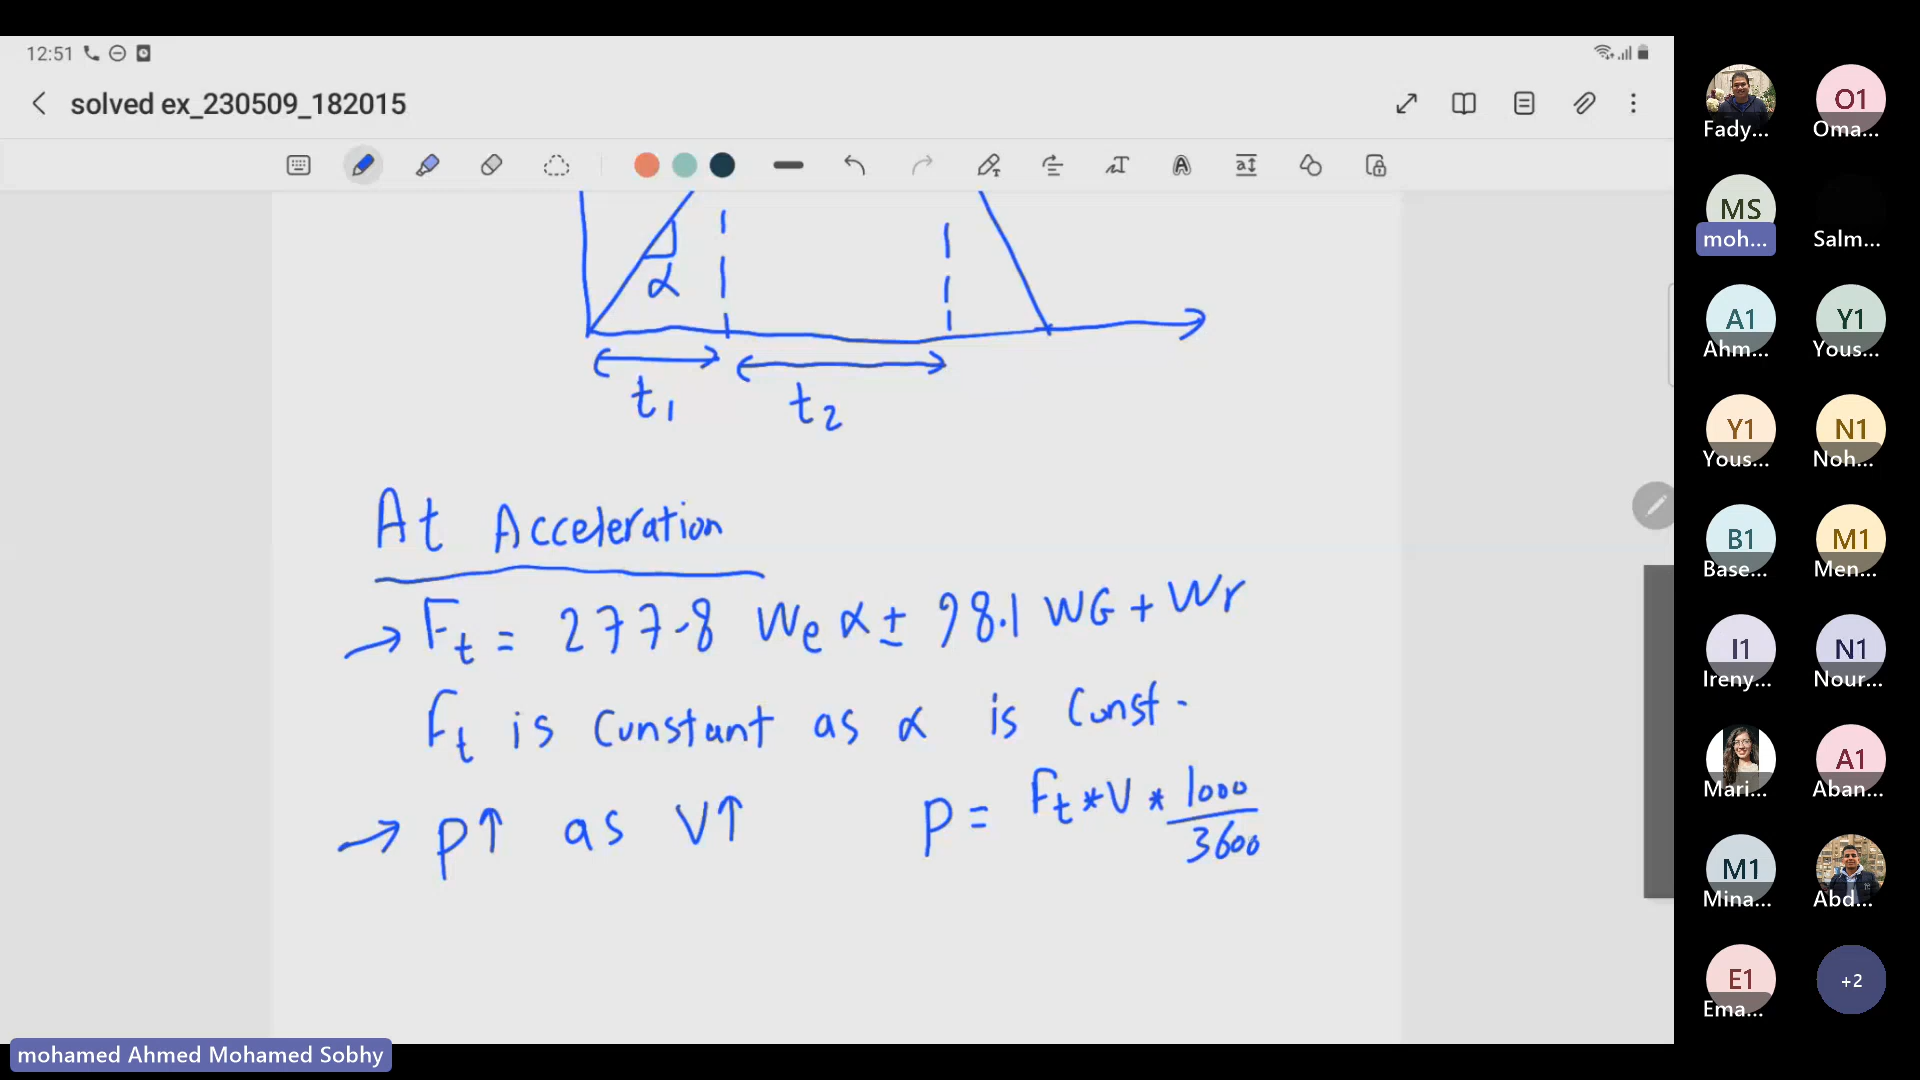 12:51
solved ex_230509_182015
α
t1
t2
At Acceleration
→ Ft = 277.8 We α ± 98.1 WG + Wr
Ft is Constant as α is Const.
→ P↑ as V↑
P = Ft * V * 1000/3600
Fady...
O1
Oma...
MS
moh...
Salm...
A1
Ahm...
Y1
Yous...
Y1
Yous...
N1
Noh...
B1
Base...
M1
Men...
I1
Ireny...
N1
Nour...
Mari...
A1
Aban...
M1
Mina...
Abd...
E1
Ema...
+2
mohamed Ahmed Mohamed Sobhy